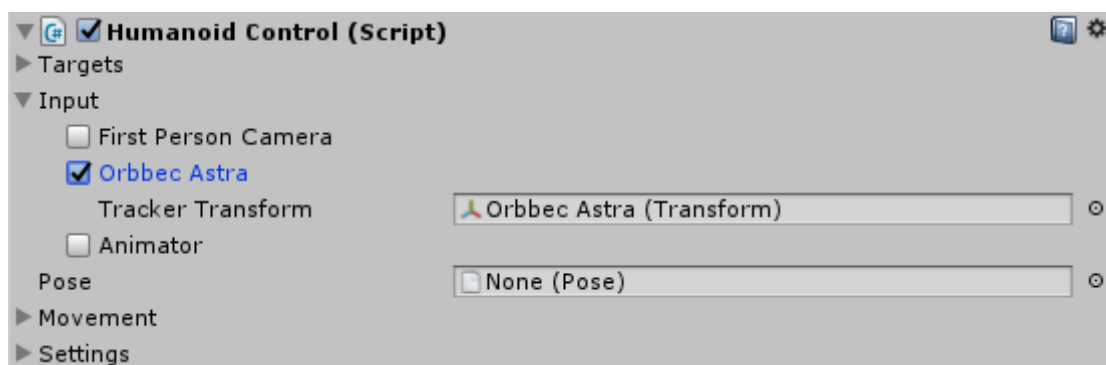 Humanoid Control (Script)
Targets
Input
First Person Camera
Orbbec Astra
Tracker Transform Orbbec Astra (Transform)
Animator
Pose None (Pose)
Movement
Settings